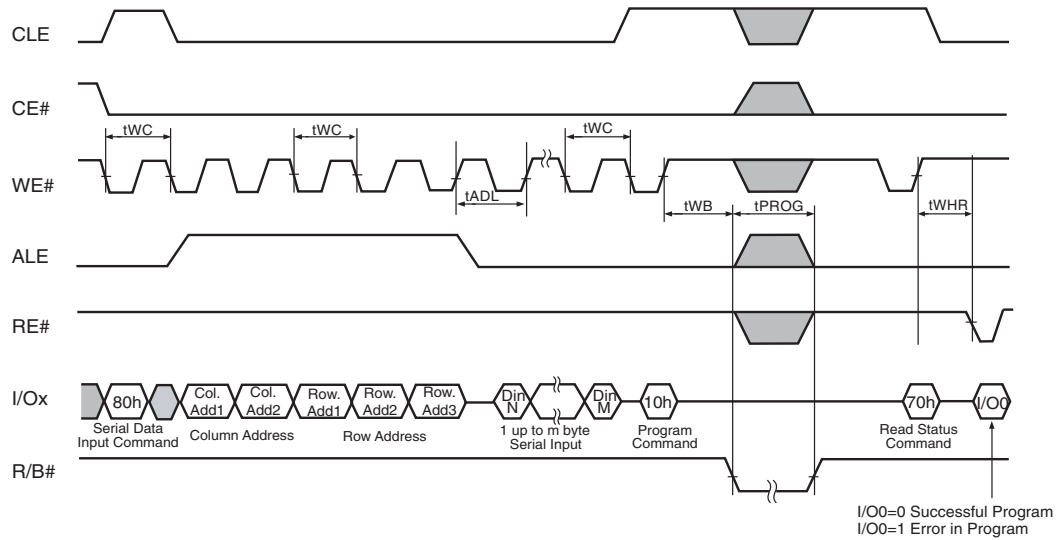 CLE
CE#
tWC
tWC
tWC
WE#
tADL
tWB
tPROG
tWHR
ALE
RE#
I/Ox
80h
Col.
Add1
Col.
Add2
Row.
Add1
Row.
Add2
Row.
Add3
Din
N
Din
M
10h
70h
I/O0
Serial Data
Input Command
Column Address
Row Address
1 up to m byte
Serial Input
Program
Command
Read Status
Command
R/B#
I/O0=0 Successful Program
I/O0=1 Error in Program